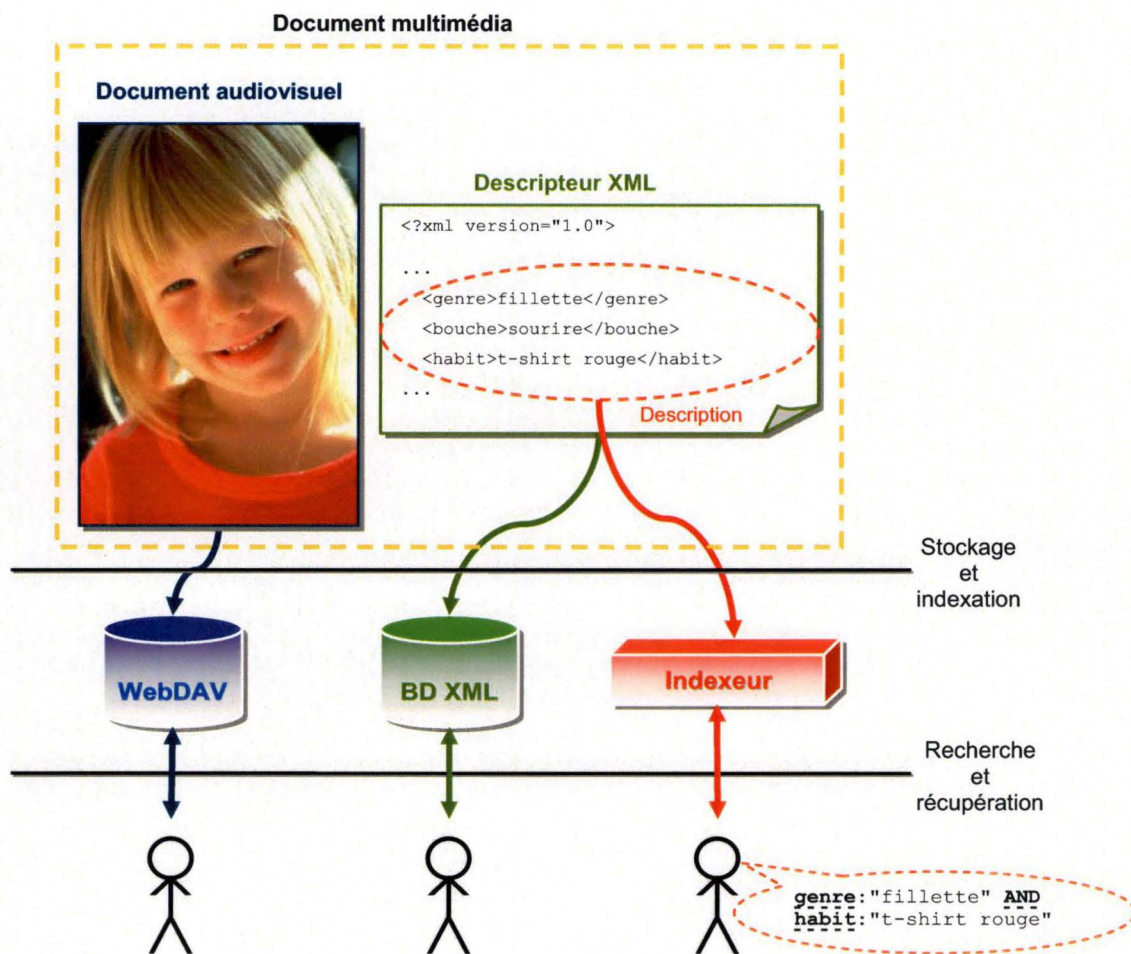 Document multimédia
Document audiovisuel
Descripteur XML
<?xml version="1.0">
...
<genre>fillette</genre>
<bouche>sourire</bouche>
<habit>t-shirt rouge</habit>
...
Description
Stockage
et
indexation
WebDAV
BD XML
Indexeur
Recherche
et
récupération
genre:"fillette" AND
habit:"t-shirt rouge"